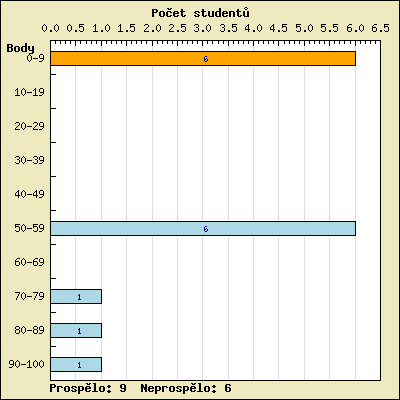 Počet studentů
0.0 0.5 1.0 1.5 2.0 2.5 3.0 3.5 4.0 4.5 5.0 5.5 6.0 6.5
Body
0-9 6
10-19
20-29
30-39
40-49
50-59 6
60-69
70-79 1
80-89 1
90-100 1
Prospělo: 9 Neprospělo: 6